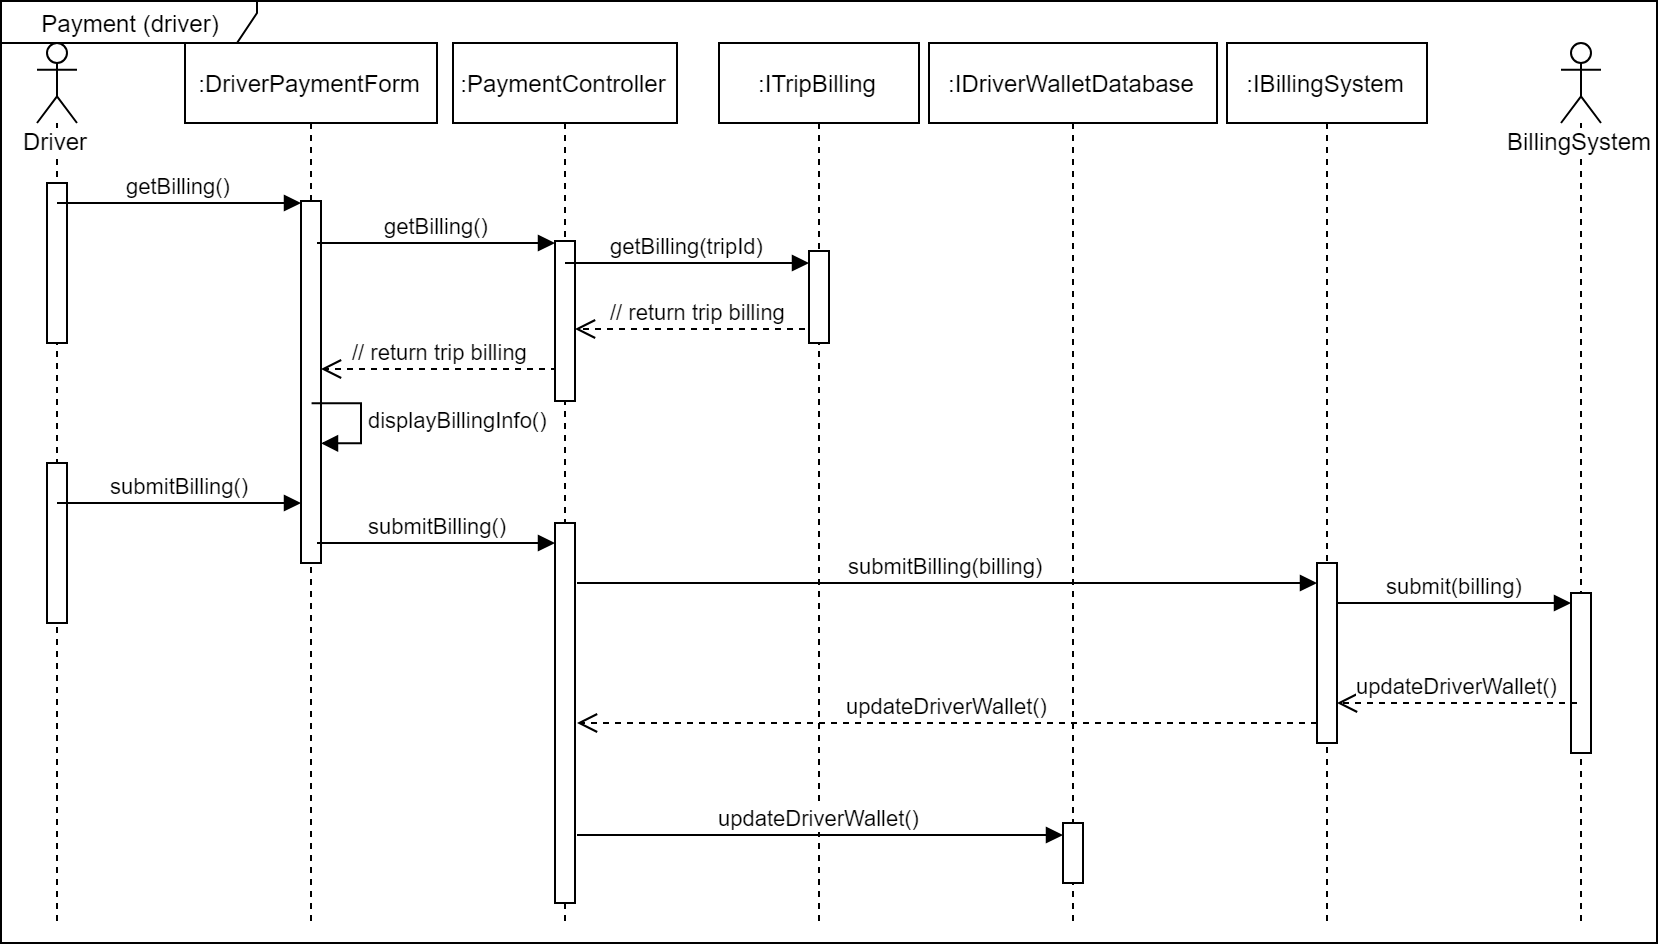 Payment (driver)
:DriverPaymentForm
:PaymentController
:ITripBilling
:IDriverWalletDatabase
:IBillingSystem
Driver
BillingSystem
getBilling()
getBilling()
getBilling(tripId)
// return trip billing
// return trip billing
displayBillingInfo()
submitBilling()
submitBilling()
submitBilling(billing)
submit(billing)
updateDriverWallet()
updateDriverWallet()
updateDriverWallet()